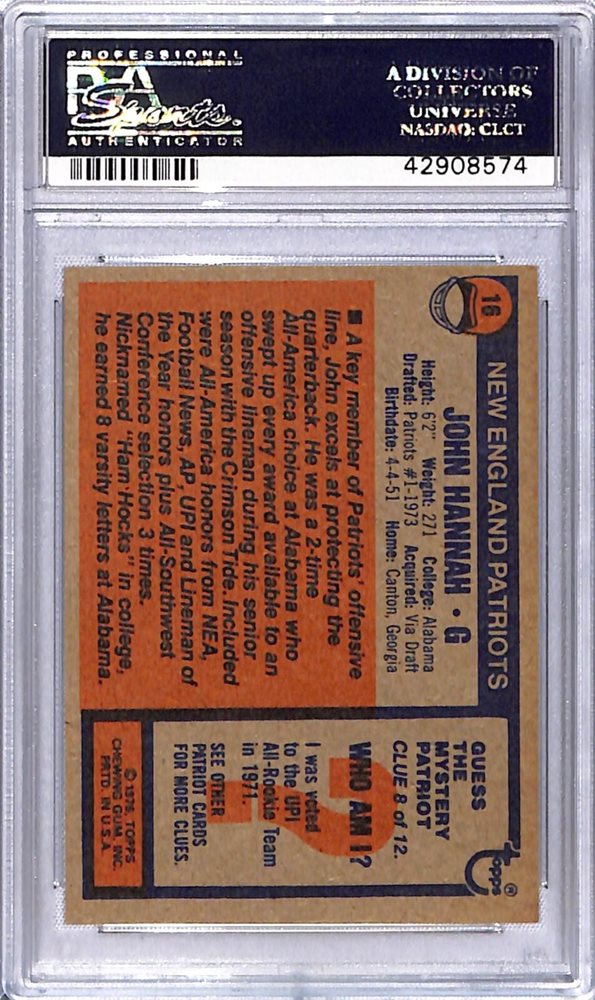 PROFESSIONAL
PSA
Sports.
AUTHENTICATOR
A DIVISION OF
COLLECTORS
UNIVERSE
NASDAQ: CLCT
42908574
16
NEW ENGLAND PATRIOTS
JOHN HANNAH • G
Height: 6'2" Weight: 271 College: Alabama
Drafted: Patriots #1-1973 Acquired: Via Draft
Birthdate: 4-4-51 Home: Canton, Georgia
■ A key member of Patriots' offensive
line, John excels at protecting the
quarterback. He was a 2-time
All-America choice at Alabama who
swept up every award available to an
offensive lineman during his senior
season with the Crimson Tide. Included
were All-America honors from NEA,
Football News, AP, UPI and Lineman of
the Year honors plus All-Southwest
Conference selection 3 times.
Nicknamed "Ham Hocks" in college,
he earned 8 varsity letters at Alabama.
topps®
GUESS
THE
MYSTERY
PATRIOT
CLUE 8 of 12.
?
WHO AM I?
I was voted
to the UPI
All-Rookie Team
in 1971.
SEE OTHER
PATRIOT CARDS
FOR MORE CLUES.
© 1976 TOPPS
CHEWING GUM, INC.
PRTD. IN U.S.A.